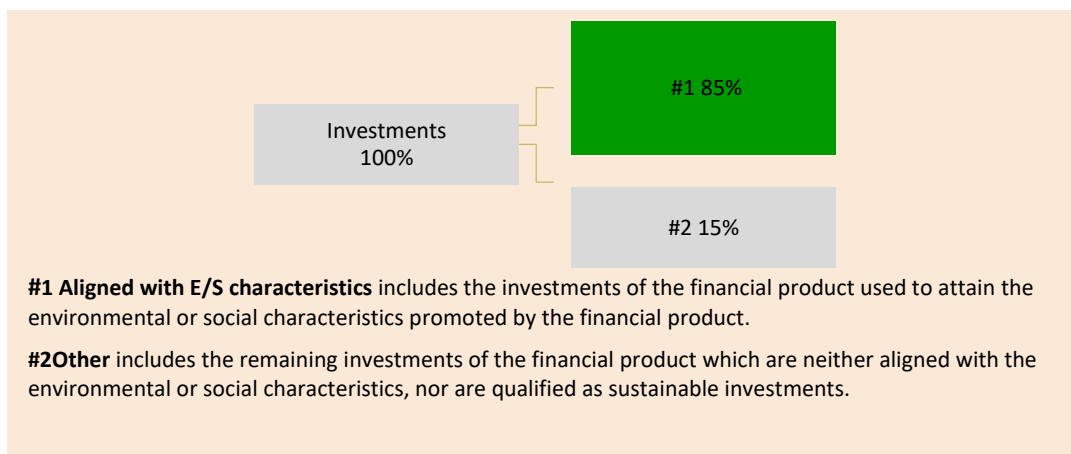 #1 85%
Investments
100%
#2 15%
#1 Aligned with E/S characteristics includes the investments of the financial product used to attain the
environmental or social characteristics promoted by the financial product.
#2Other includes the remaining investments of the financial product which are neither aligned with the
environmental or social characteristics, nor are qualified as sustainable investments.